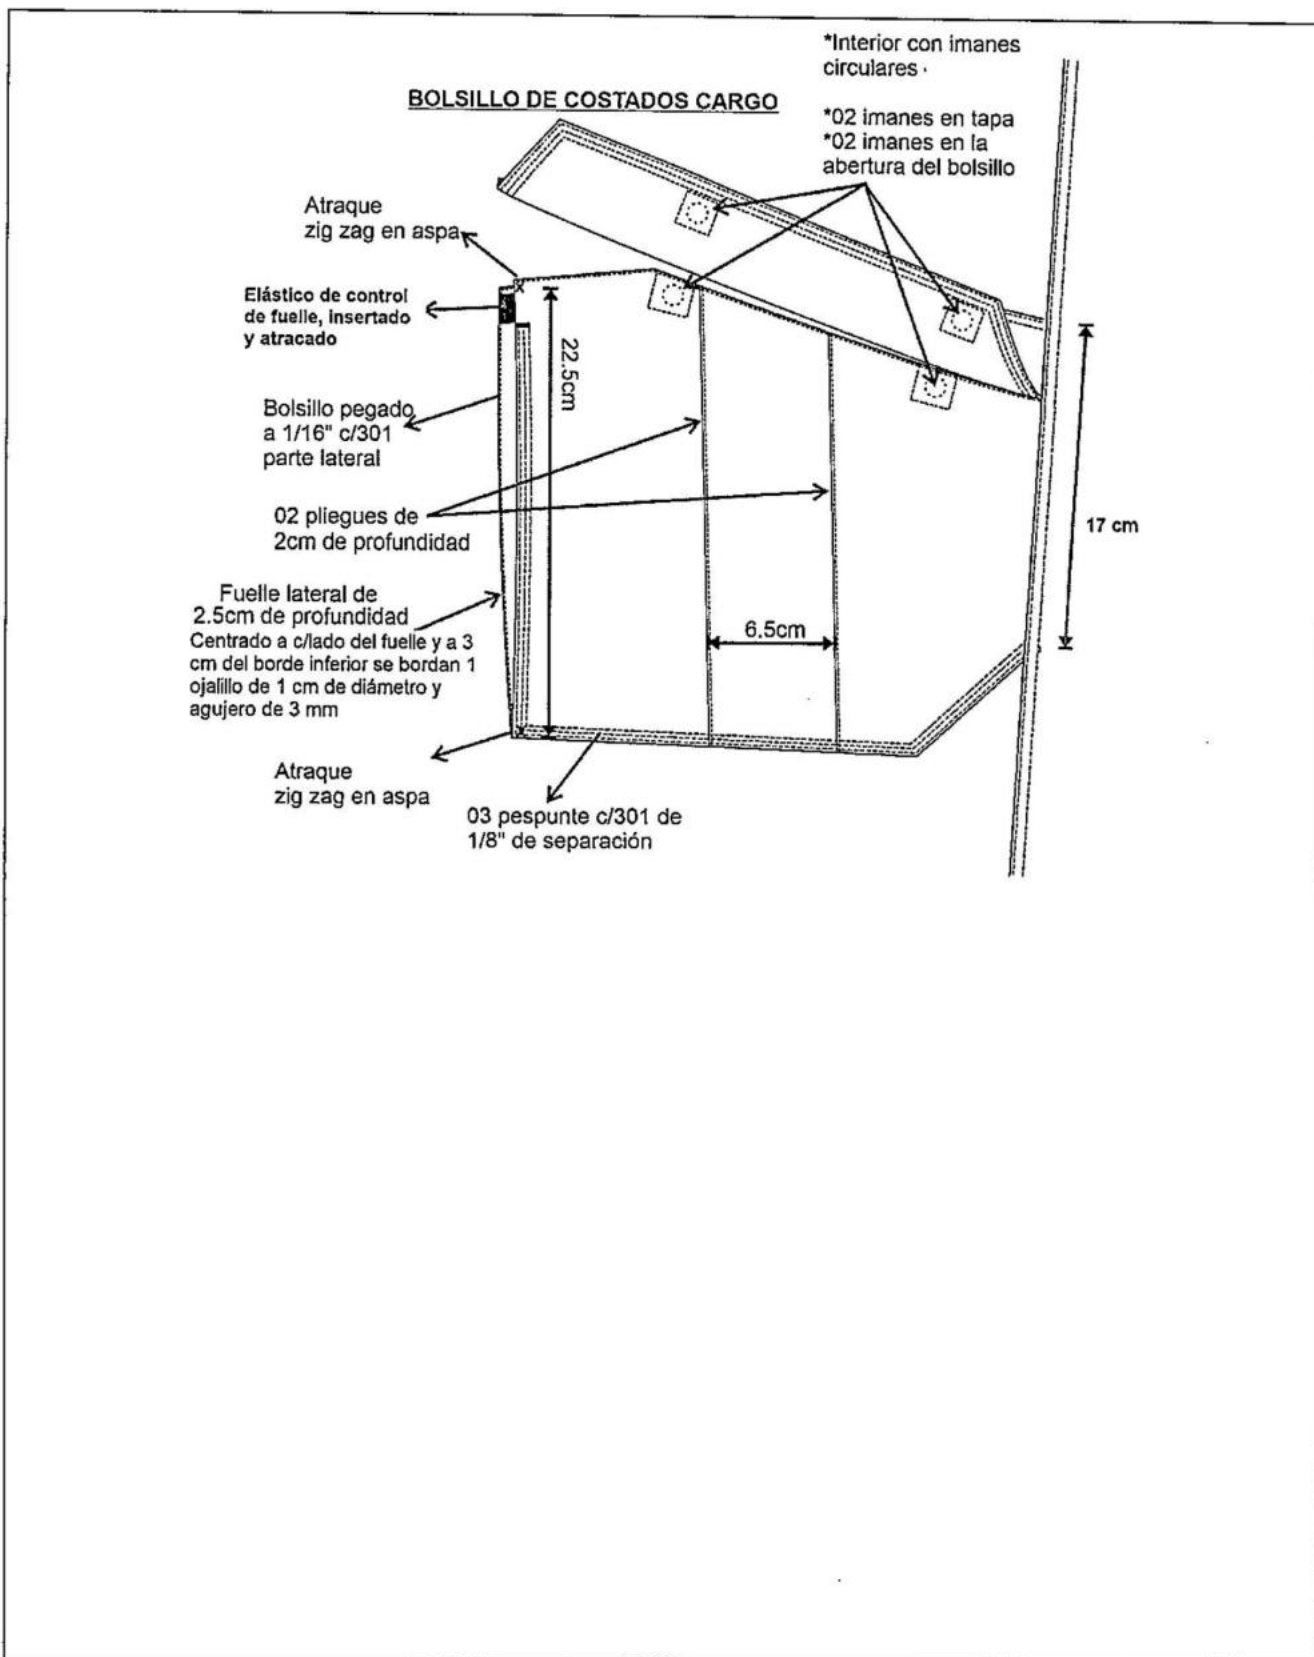 *Interior con imanes
circulares
BOLSILLO DE COSTADOS CARGO
*02 imanes en tapa
*02 imanes en la
abertura del bolsillo
Atraque
zig zag en aspa
Elástico de control
de fuelle, insertado
y atracado
22.5cm
Bolsillo pegado
a 1/16" c/301
parte lateral
02 pliegues de
2cm de profundidad
17 cm
Fuelle lateral de
2.5cm de profundidad
Centrado a c/lado del fuelle y a 3
cm del borde inferior se bordan 1
ojalillo de 1 cm de diámetro y
agujero de 3 mm
6.5cm
Atraque
zig zag en aspa
03 pespunte c/301 de
1/8" de separación